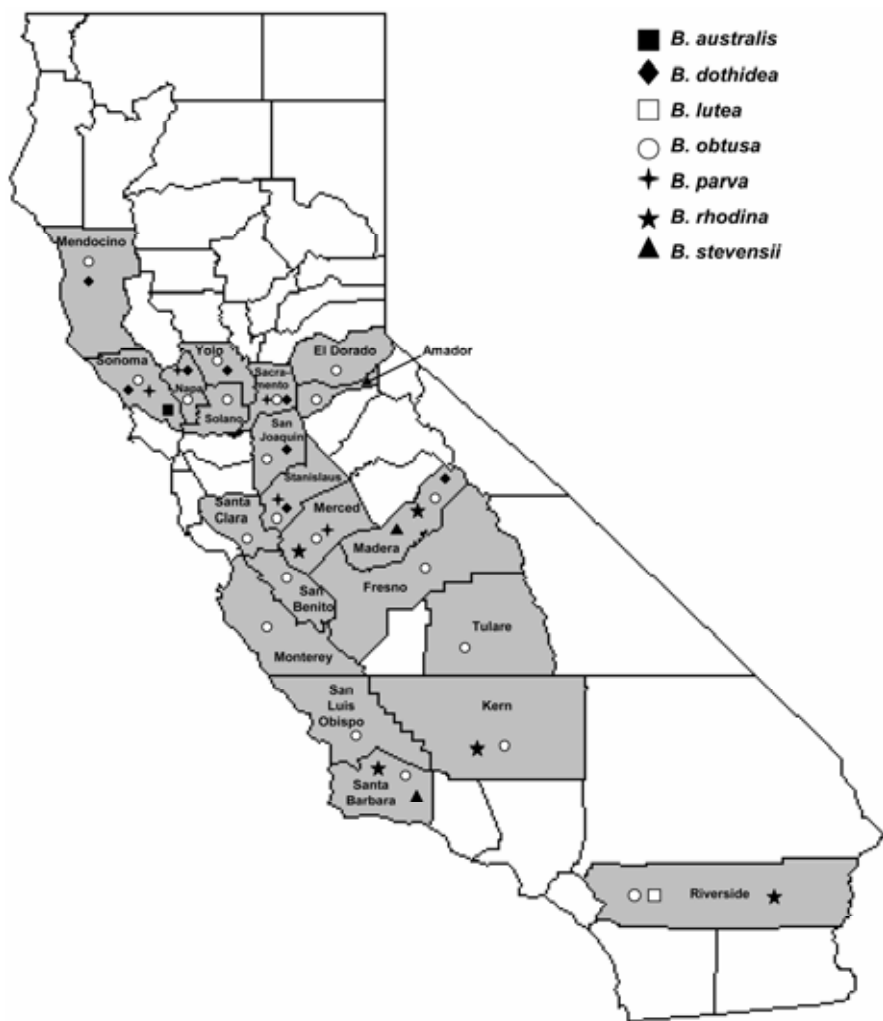 B. australis
B. dothidea
B. lutea
B. obtusa
B. parva
B. rhodina
B. stevensii
Mendocino
Sonoma
Yolo
Napa
Solano
Sacra-
mento
El Dorado
Amador
San
Joaquin
Stanislaus
Santa
Clara
Merced
Madera
Fresno
San
Benito
Tulare
Monterey
San
Luis
Obispo
Kern
Santa
Barbara
Riverside